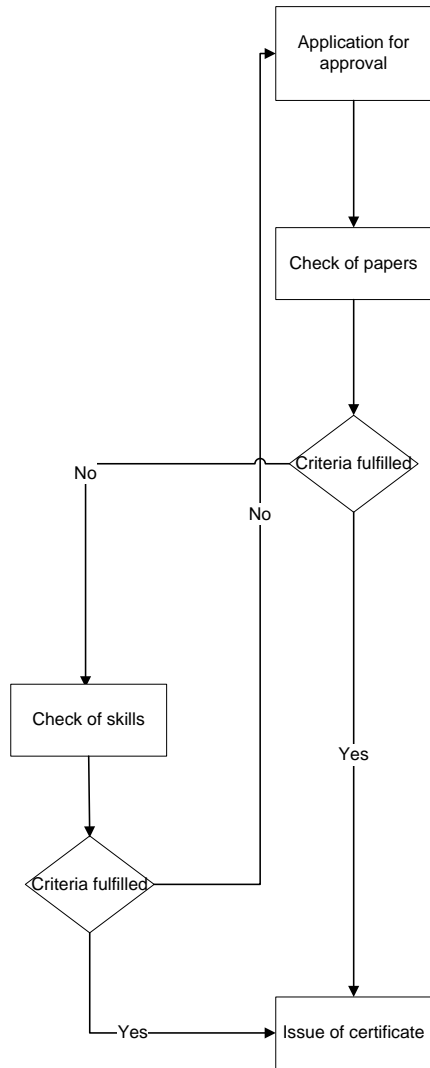 Application for
approval
Check of papers
Criteria fulfilled
No
No
Check of skills
Yes
Criteria fulfilled
Yes
Issue of certificate